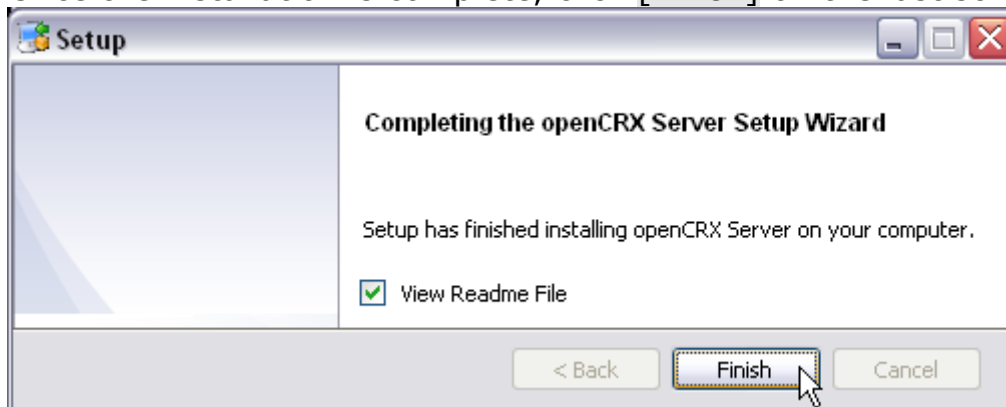 Setup
Completing the openCRX Server Setup Wizard
Setup has finished installing openCRX Server on your computer.
View Readme File
< Back Finish Cancel